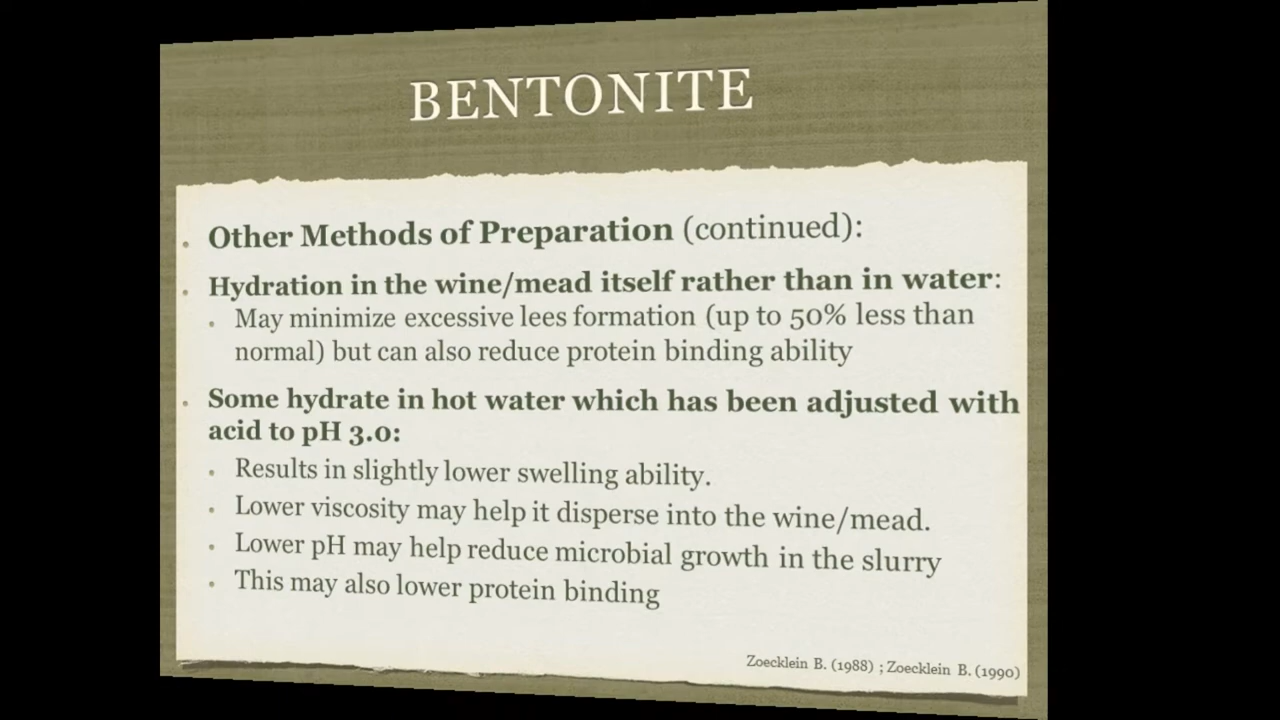 BENTONITE
Other Methods of Preparation (continued):
Hydration in the wine/mead itself rather than in water:
May minimize excessive lees formation (up to 50% less than
normal) but can also reduce protein binding ability
Some hydrate in hot water which has been adjusted with
acid to pH 3.0:
Results in slightly lower swelling ability.
Lower viscosity may help it disperse into the wine/mead.
Lower pH may help reduce microbial growth in the slurry
This may also lower protein binding
Zoecklein B. (1988) ; Zoecklein B. (1990)